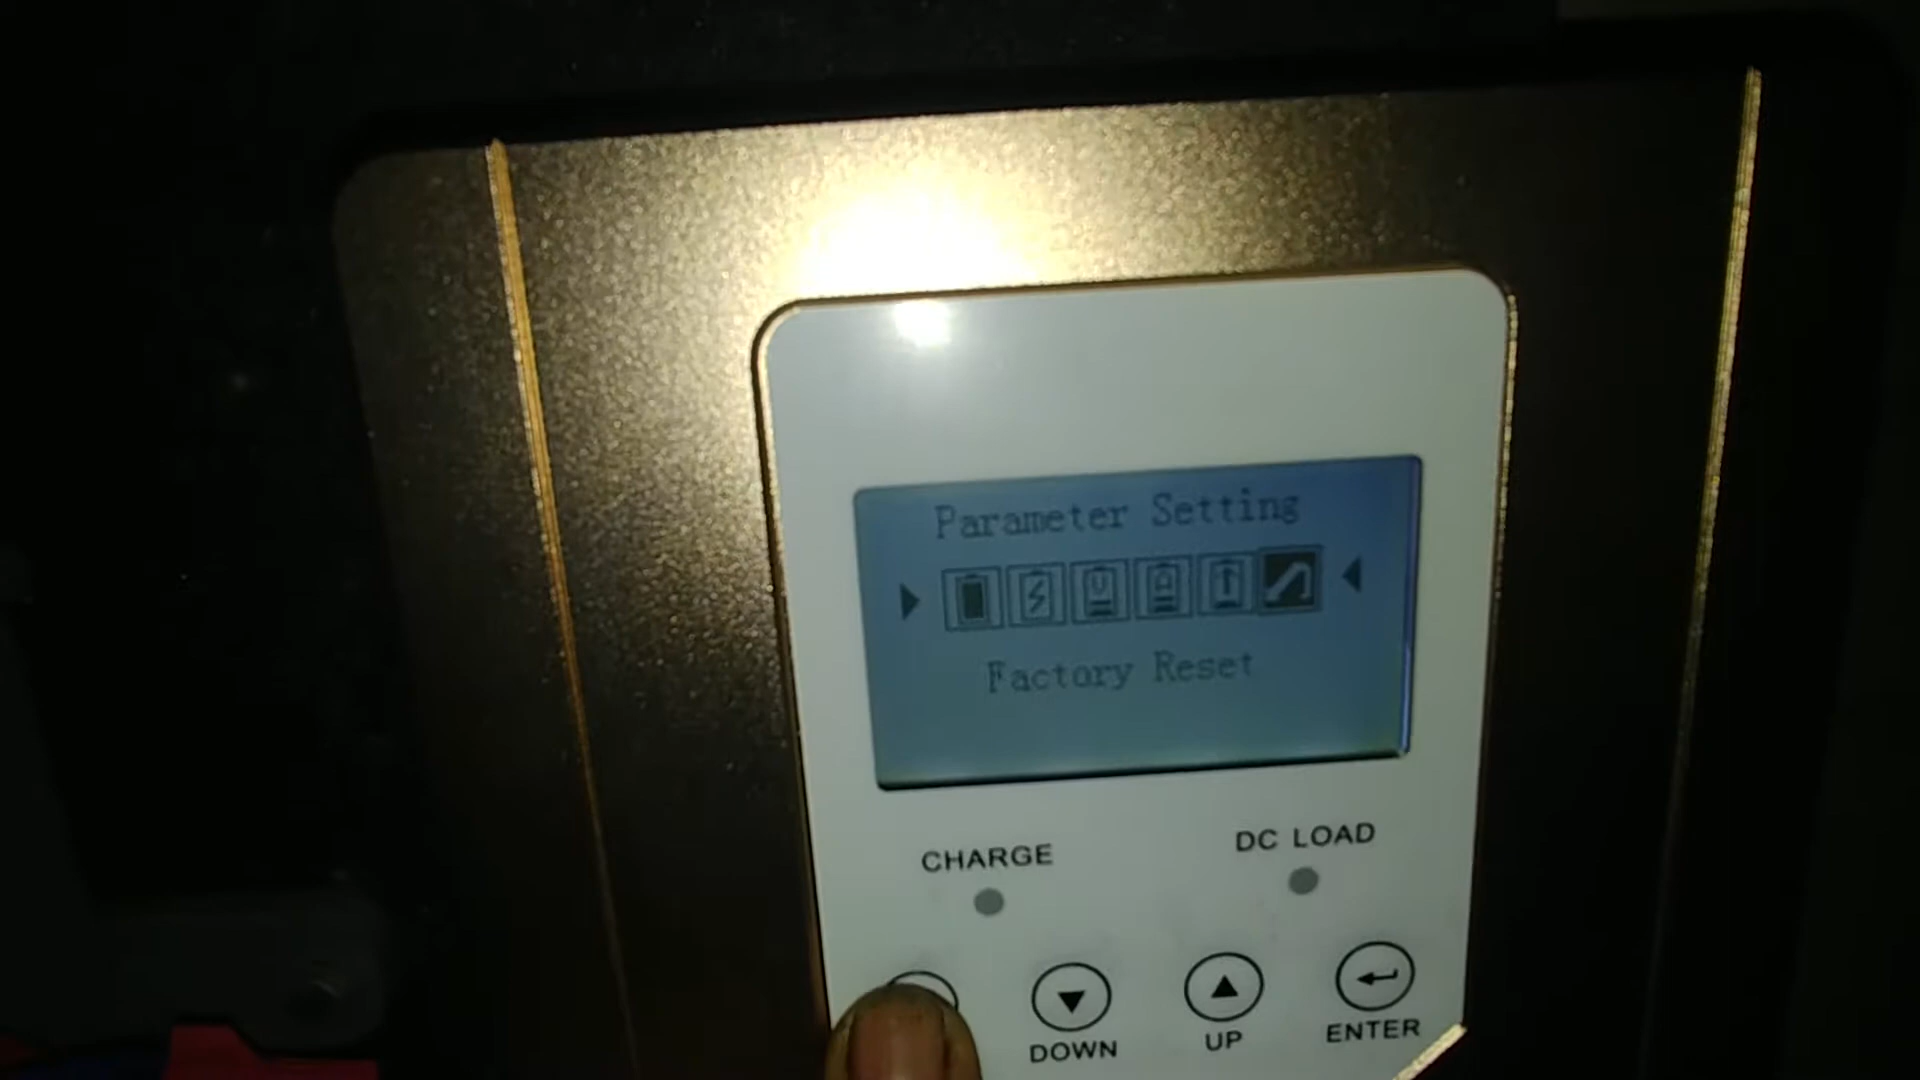 Parameter Setting
Factory Reset
CHARGE
DC LOAD
DOWN
UP
ENTER